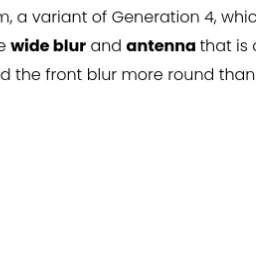 m, a variant of Generation 4, whic
e wide blur and antenna that is
d the front blur more round than